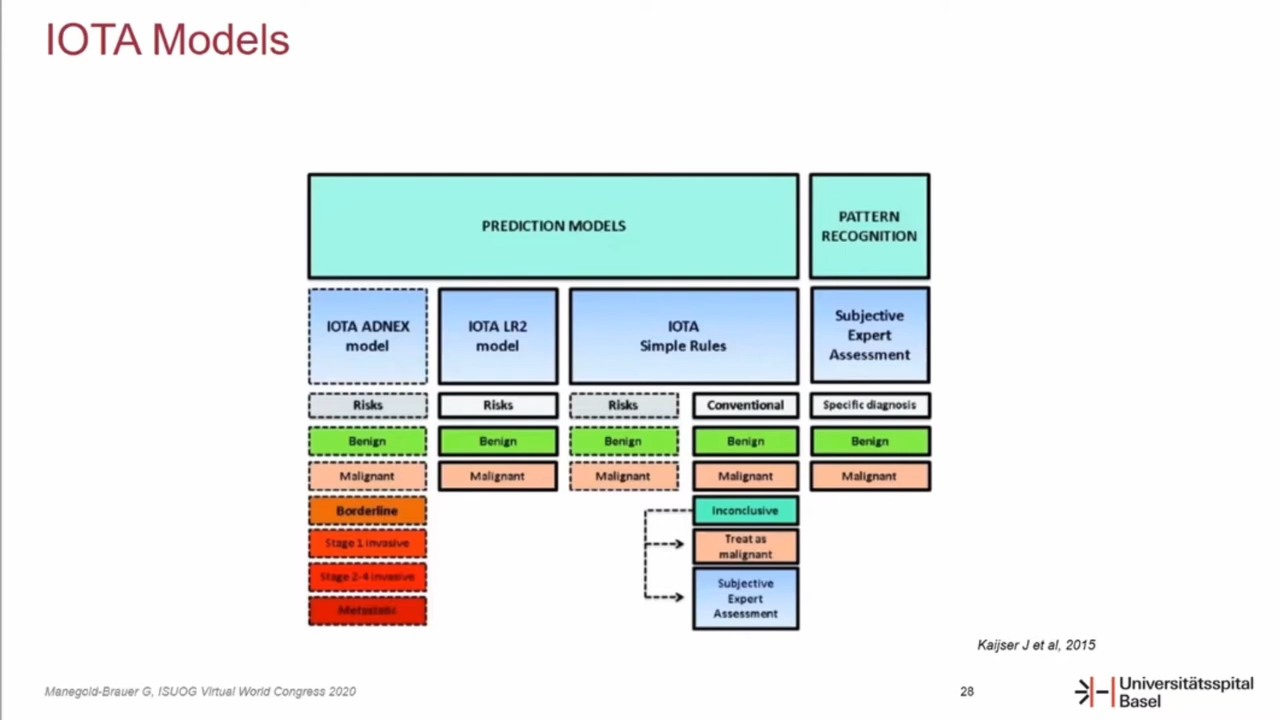 IOTA Models
PREDICTION MODELS
PATTERN
RECOGNITION
IOTA ADNEX
model
IOTA LR2
model
IOTA
Simple Rules
Subjective
Expert
Assessment
Risks
Risks
Risks
Conventional
Specific diagnosis
Benign
Benign
Benign
Benign
Benign
Malignant
Malignant
Malignant
Malignant
Malignant
Borderline
Inconclusive
Stage 1 invasive
Treat as
malignant
Stage 2-4 invasive
Subjective
Expert
Assessment
Metastatic
Kaijser J et al, 2015
Manegold-Brauer G, ISUOG Virtual World Congress 2020
28
Universitätsspital
Basel